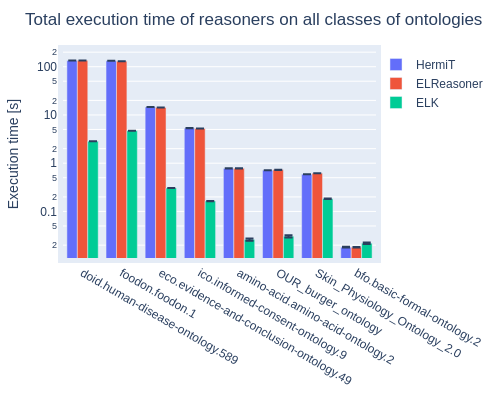 Total execution time of reasoners on all classes of ontologies
Execution time [s]
2
100
5
2
10
5
2
1
5
2
0.1
5
2
doid.human-disease-ontology.589
foodon.foodon.1
eco.evidence-and-conclusion-ontology.49
ico.informed-consent-ontology.9
amino-acid.amino-acid-ontology.2
OUR_burger_ontology
Skin_Physiology_Ontology_2.0
bfo.basic-formal-ontology.2
HermiT
ELReasoner
ELK